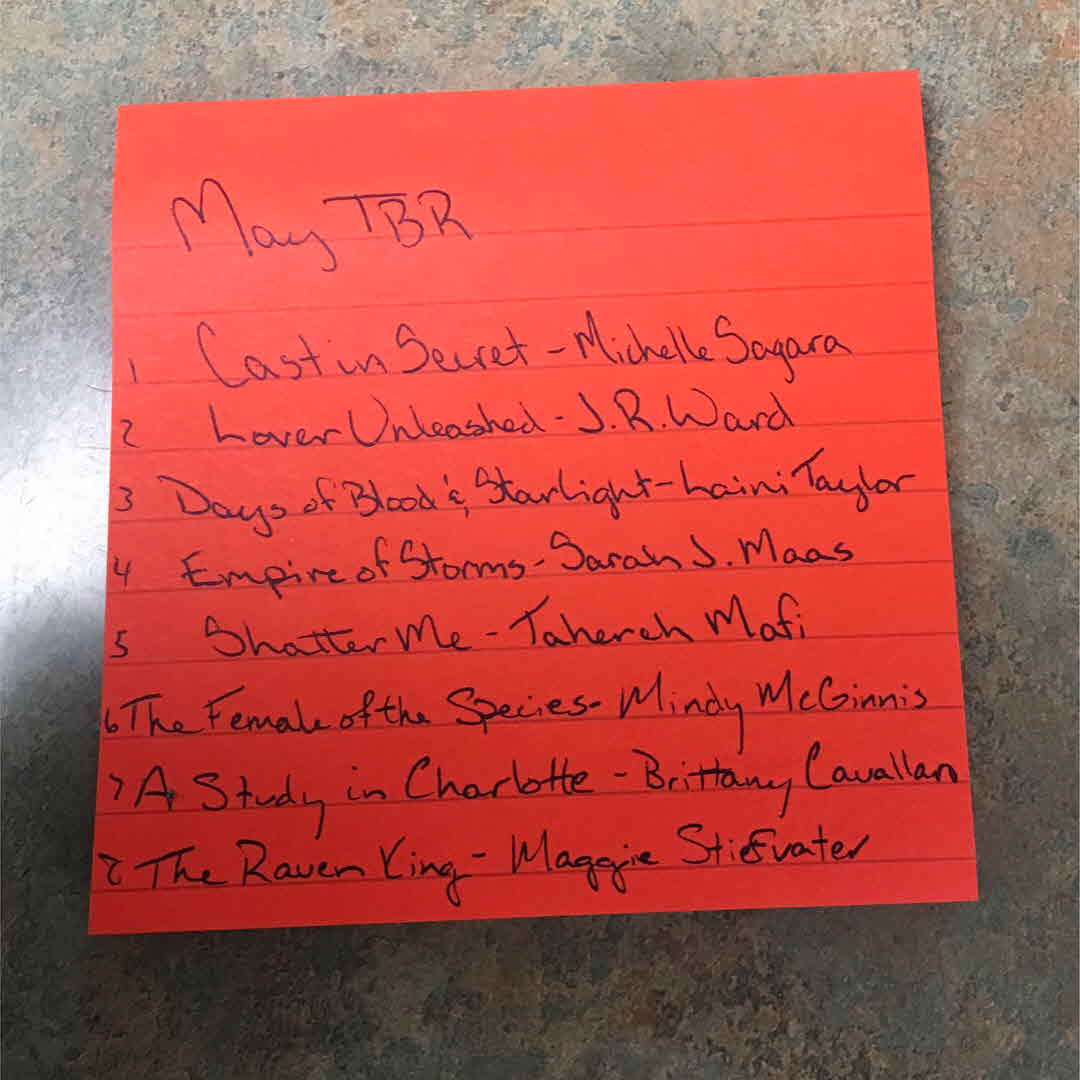 May TBR
1 Cast in Secret - Michelle Sagara
2 Lover Unleashed - J.R. Ward
3 Days of Blood & Starlight - Laini Taylor
4 Empire of Storms - Sarah J. Maas
5 Shatter Me - Tahereh Mafi
6 The Female of the Species - Mindy McGinnis
7 A Study in Charlotte - Brittany Cavallaro
8 The Raven King - Maggie Stiefvater